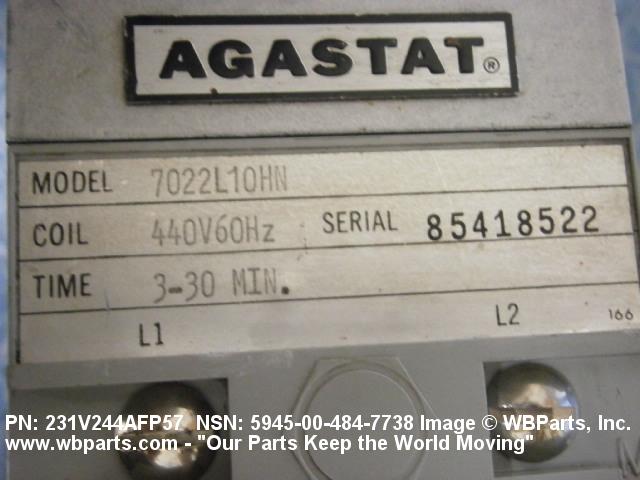 AGASTAT®
MODEL 7022L10HN
COIL 440V60Hz SERIAL 85418522
TIME 3-30 MIN.
L1 L2 166
PN: 231V244AFP57 NSN: 5945-00-484-7738 Image © WBParts, Inc.
www.wbparts.com - "Our Parts Keep the World Moving"